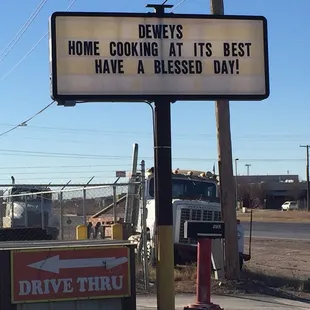 DEWEYS
HOME COOKING AT ITS BEST
HAVE A BLESSED DAY!
DRIVE THRU